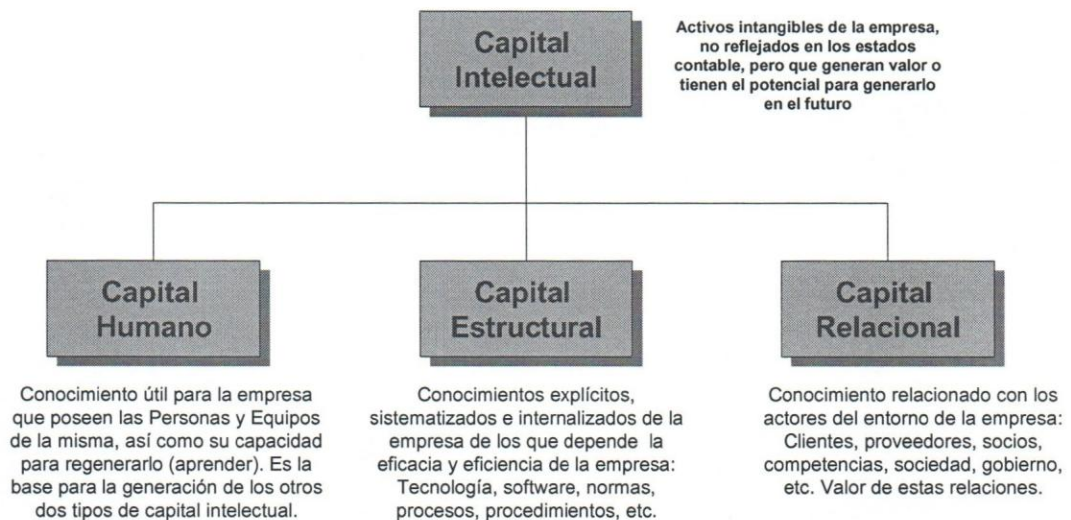 Capital
Intelectual
Activos intangibles de la empresa,
no reflejados en los estados
contable, pero que generan valor o
tienen el potencial para generarlo
en el futuro
Capital
Humano
Conocimiento útil para la empresa
que poseen las Personas y Equipos
de la misma, así como su capacidad
para regenerarlo (aprender). Es la
base para la generación de los otros
dos tipos de capital intelectual.
Capital
Estructural
Conocimientos explícitos,
sistematizados e internalizados de la
empresa de los que depende la
eficacia y eficiencia de la empresa:
Tecnología, software, normas,
procesos, procedimientos, etc.
Capital
Relacional
Conocimiento relacionado con los
actores del entorno de la empresa:
Clientes, proveedores, socios,
competencias, sociedad, gobierno,
etc. Valor de estas relaciones.